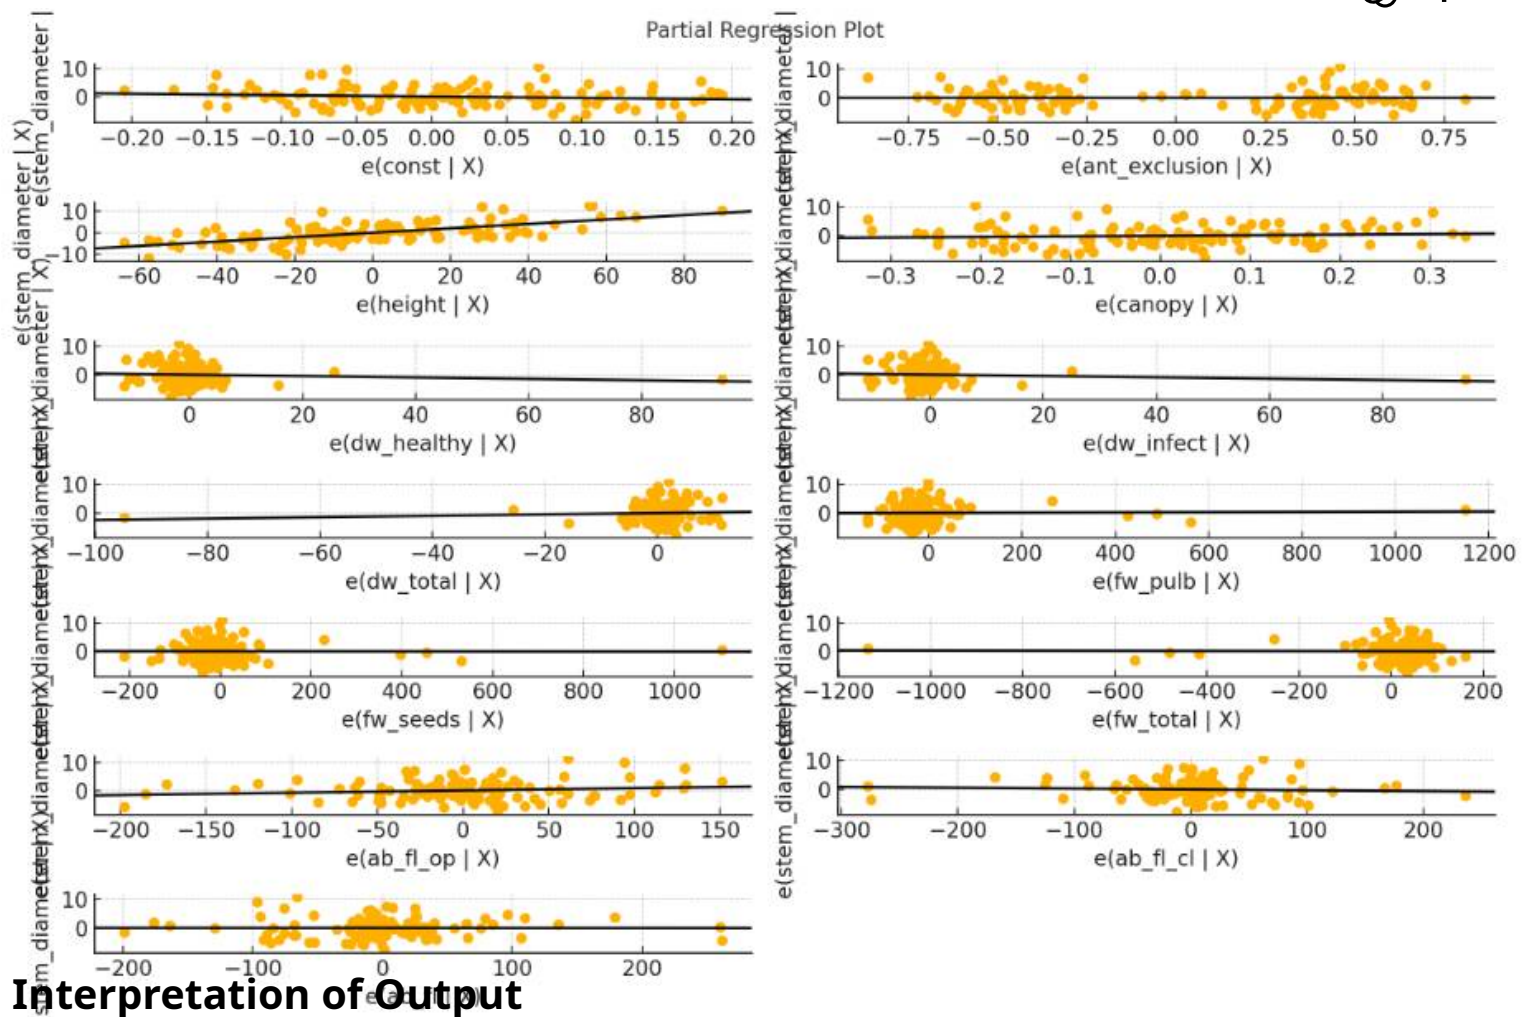 Partial Regression Plot
e(stem_diameter |
e(stem_diameter |
10
0
−0.20 −0.15 −0.10 −0.05 0.00 0.05 0.10 0.15 0.20
e(const | X)
10
0
−0.75 −0.50 −0.25 0.00 0.25 0.50 0.75
e(ant_exclusion | X)
e(stem_diameter | X)
10
0
−10
−60 −40 −20 0 20 40 60 80
e(height | X)
10
0
−0.3 −0.2 −0.1 0.0 0.1 0.2 0.3
e(canopy | X)
10
0
0 20 40 60 80
e(dw_healthy | X)
10
0
0 20 40 60 80
e(dw_infect | X)
10
0
−100 −80 −60 −40 −20 0
e(dw_total | X)
10
0
0 200 400 600 800 1000 1200
e(fw_pulb | X)
10
0
−200 0 200 400 600 800 1000
e(fw_seeds | X)
10
0
−1200 −1000 −800 −600 −400 −200 0 200
e(fw_total | X)
10
0
−200 −150 −100 −50 0 50 100 150
e(ab_fl_op | X)
e(stem_diameter
10
0
−300 −200 −100 0 100 200
e(ab_fl_cl | X)
10
0
−200 −100 0 100 200
Interpretation of Output